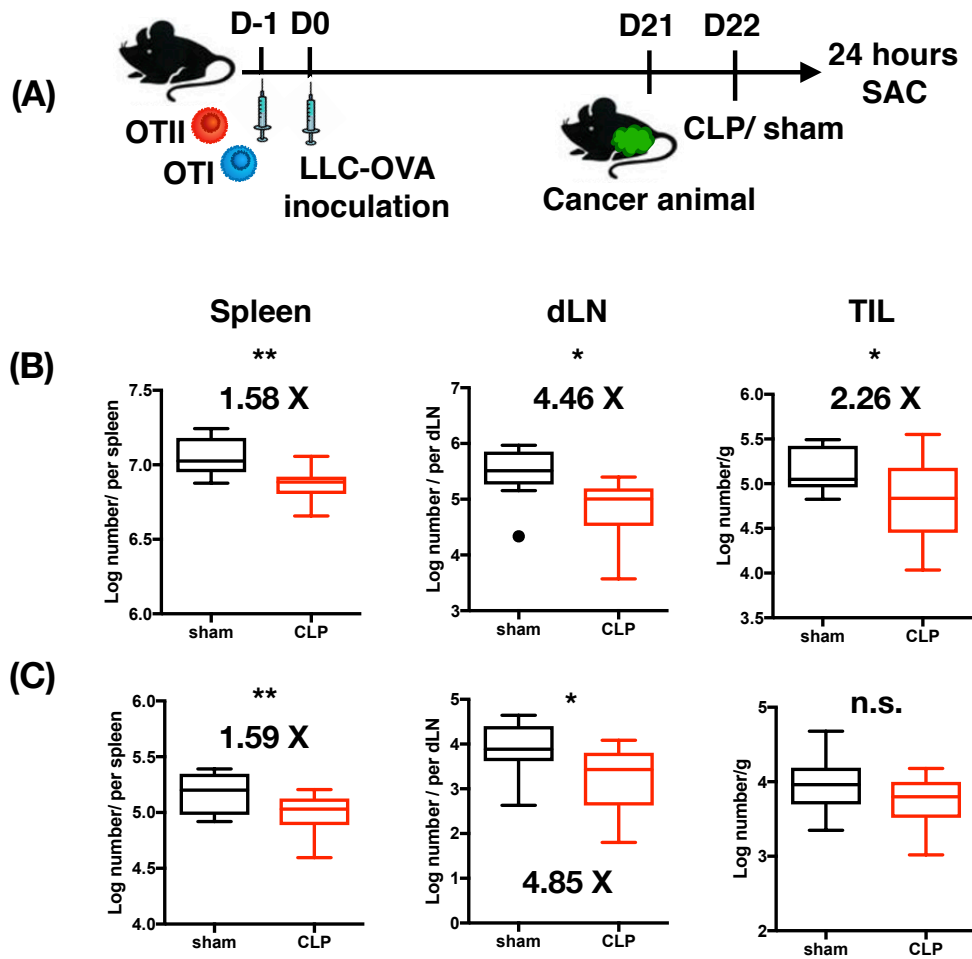 (A)
D-1 D0 D21 D22
24 hours
SAC
OTII
OTI
LLC-OVA
inoculation
CLP/ sham
Cancer animal
Spleen dLN TIL
(B)
**
1.58 X
Log number/ per spleen
7.5
7.0
6.5
6.0
sham CLP
*
4.46 X
Log number / per dLN
7
6
5
4
3
sham CLP
*
2.26 X
Log number/g
6.0
5.5
5.0
4.5
4.0
3.5
sham CLP
(C)
**
1.59 X
Log number/ per spleen
6.0
5.5
5.0
4.5
4.0
sham CLP
*
4.85 X
Log number / per dLN
5
4
3
2
1
0
sham CLP
n.s.
Log number/g
5
4
3
2
sham CLP